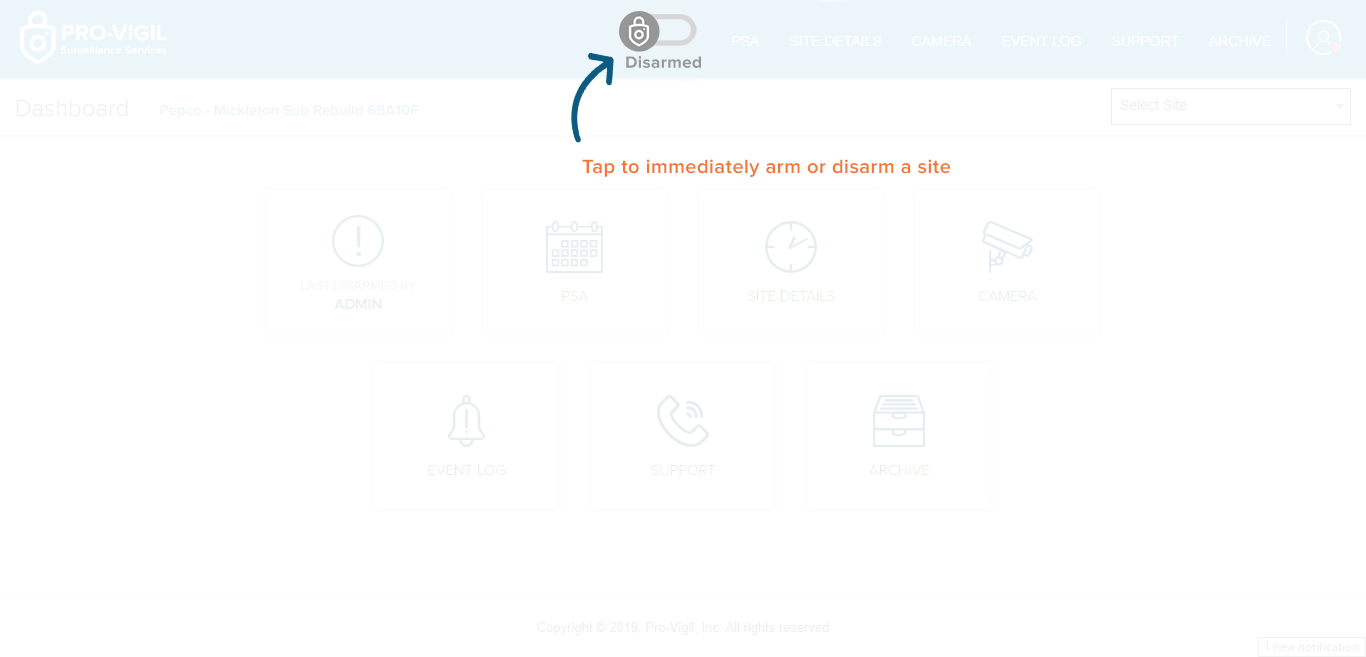 PRO-VIGIL
Surveillance Services
Disarmed
PSA
SITE DETAILS
CAMERA
EVENT LOG
SUPPORT
ARCHIVE
Dashboard
Pepco - Mickleton Sub Rebuild 68A10F
Select Site
Tap to immediately arm or disarm a site
LAST DISARMED BY
ADMIN
PSA
SITE DETAILS
CAMERA
EVENT LOG
SUPPORT
ARCHIVE
Copyright © 2019. Pro-Vigil, Inc. All rights reserved
1 new notification